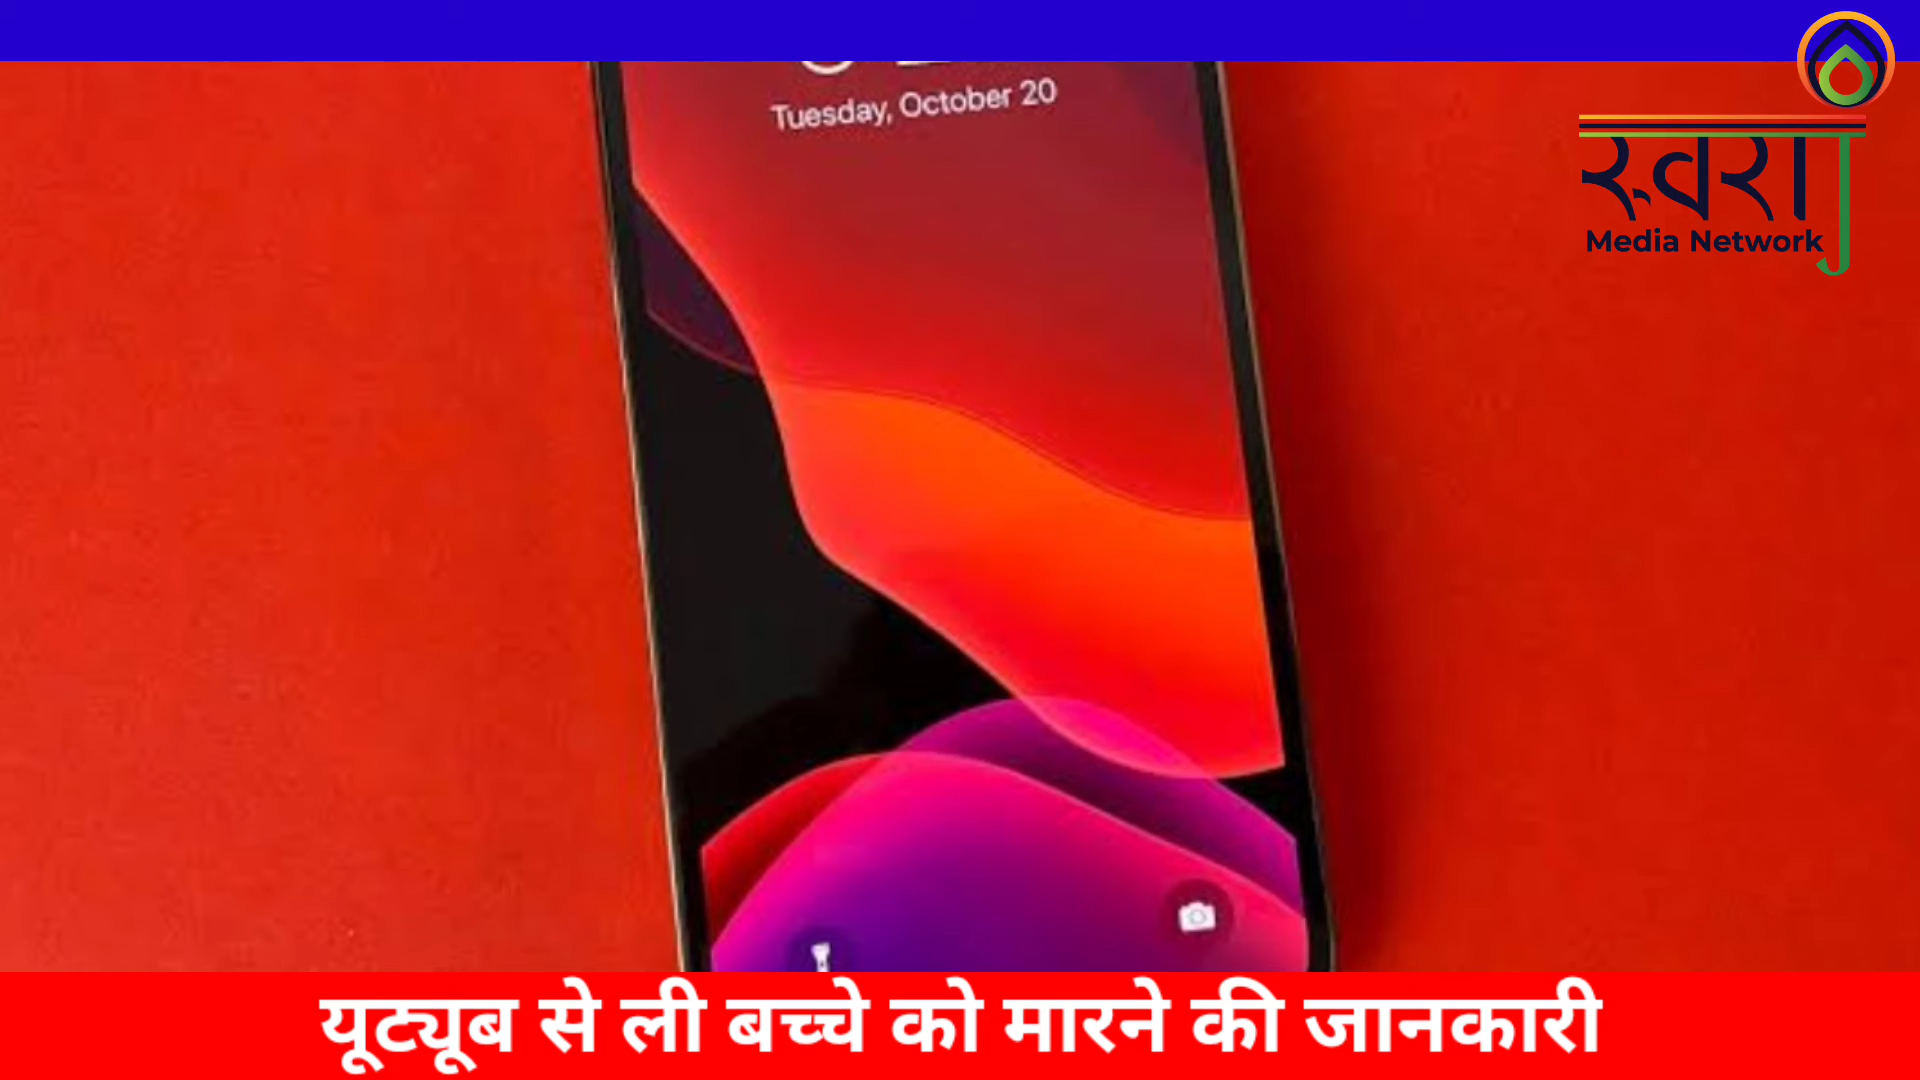 Tuesday, October 20
स्वराज
Media Network
यूट्यूब से ली बच्चे को मारने की जानकारी